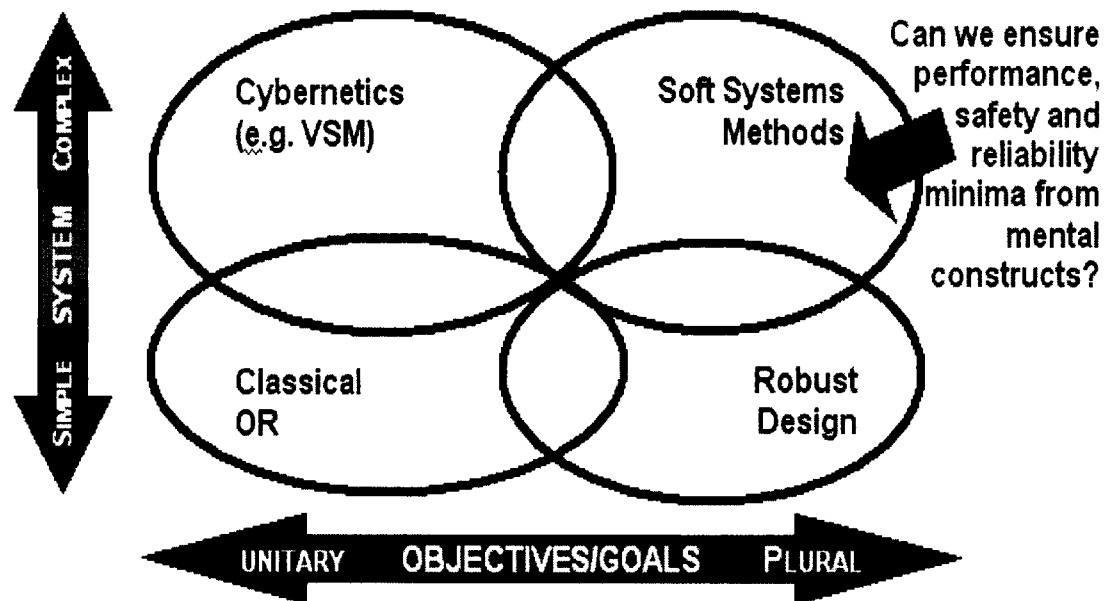 COMPLEX
SYSTEM
SIMPLE
Cybernetics
(e.g. VSM)
Soft Systems
Methods
Can we ensure
performance,
safety and
reliability
minima from
mental
constructs?
Classical
OR
Robust
Design
UNITARY OBJECTIVES/GOALS PLURAL